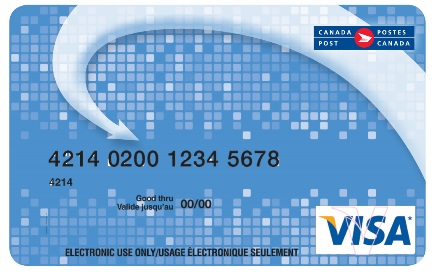 CANADA POSTES
POST CANADA
4214 0200 1234 5678
4214
Good thru
Valide jusqu'au 00/00
VISA
ELECTRONIC USE ONLY/USAGE ÉLECTRONIQUE SEULEMENT